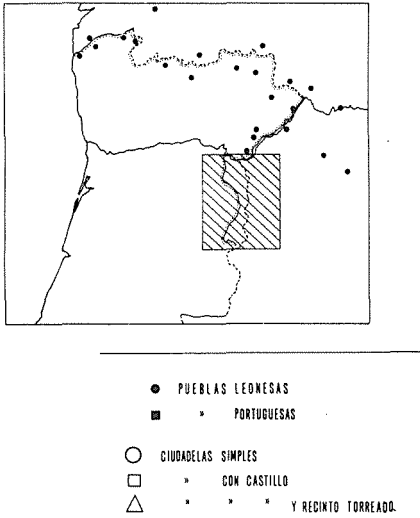 PUEBLAS LEONESAS
» PORTUGUESAS
CIUDADELAS SIMPLES
» CON CASTILLO
» » » Y RECINTO TORREADO.